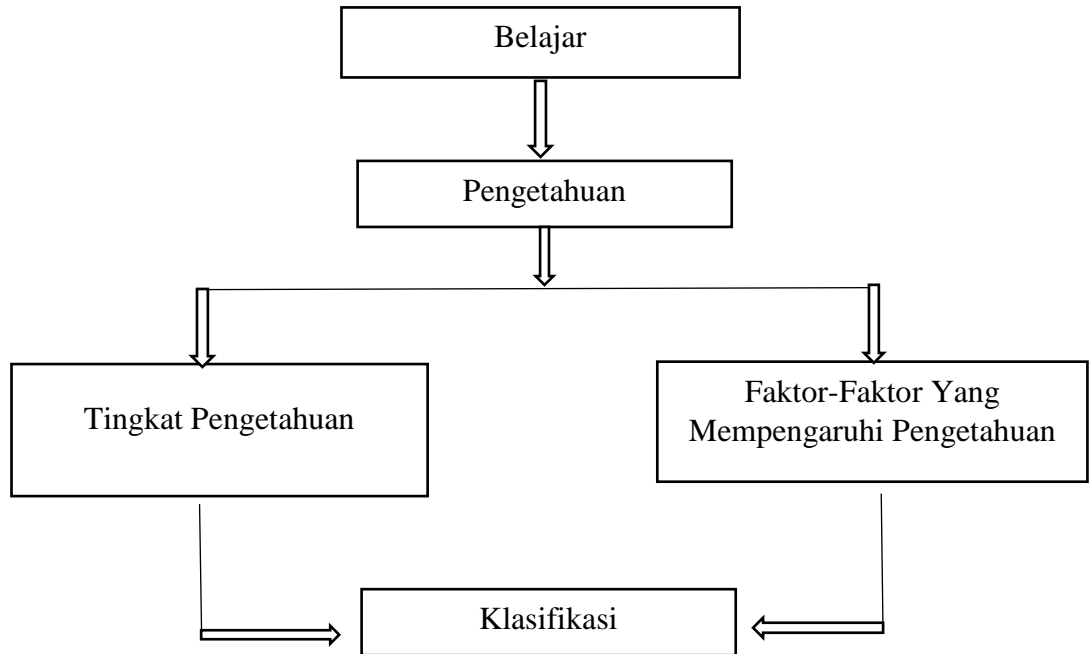 Belajar
Pengetahuan
Tingkat Pengetahuan
Faktor-Faktor Yang
Mempengaruhi Pengetahuan
Klasifikasi